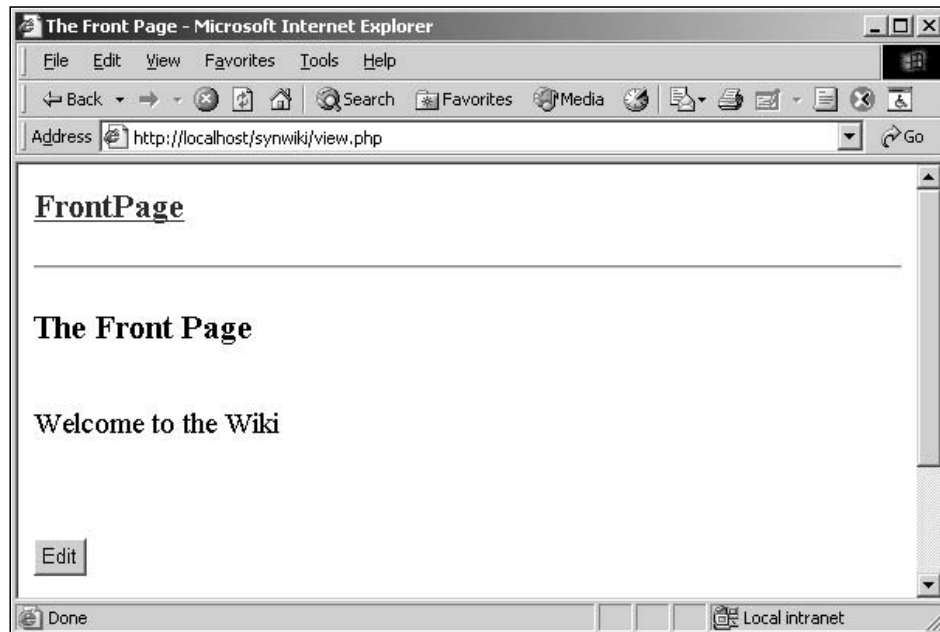 The Front Page - Microsoft Internet Explorer
File Edit View Favorites Tools Help
Back Search Favorites Media
Address http://localhost/synwiki/view.php Go
FrontPage
The Front Page
Welcome to the Wiki
Edit
Done Local intranet